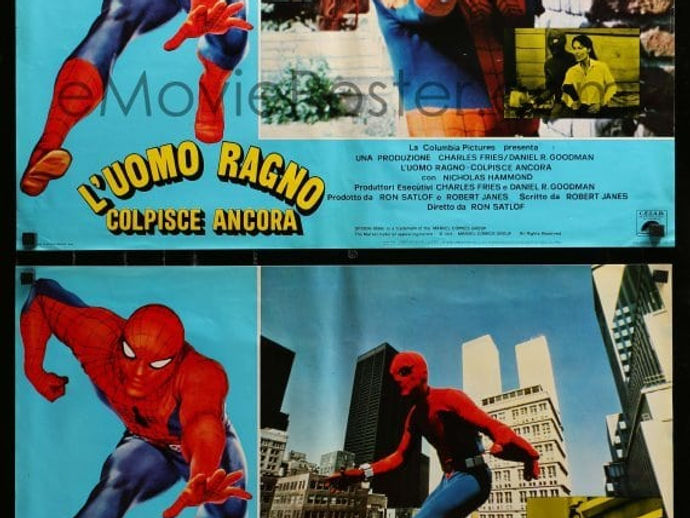 eMoviePoster.com
L'UOMO RAGNO
COLPISCE ANCORA
La Columbia Pictures presenta
UNA PRODUZIONE CHARLES FRIES/DANIEL R. GOODMAN
L'UOMO RAGNO-COLPISCE ANCORA
con NICHOLAS HAMMOND
Produttori Esecutivi CHARLES FRIES e DANIEL R. GOODMAN
Prodotto da RON SATLOF e ROBERT JANES Scritto da ROBERT JANES
Diretto da RON SATLOF